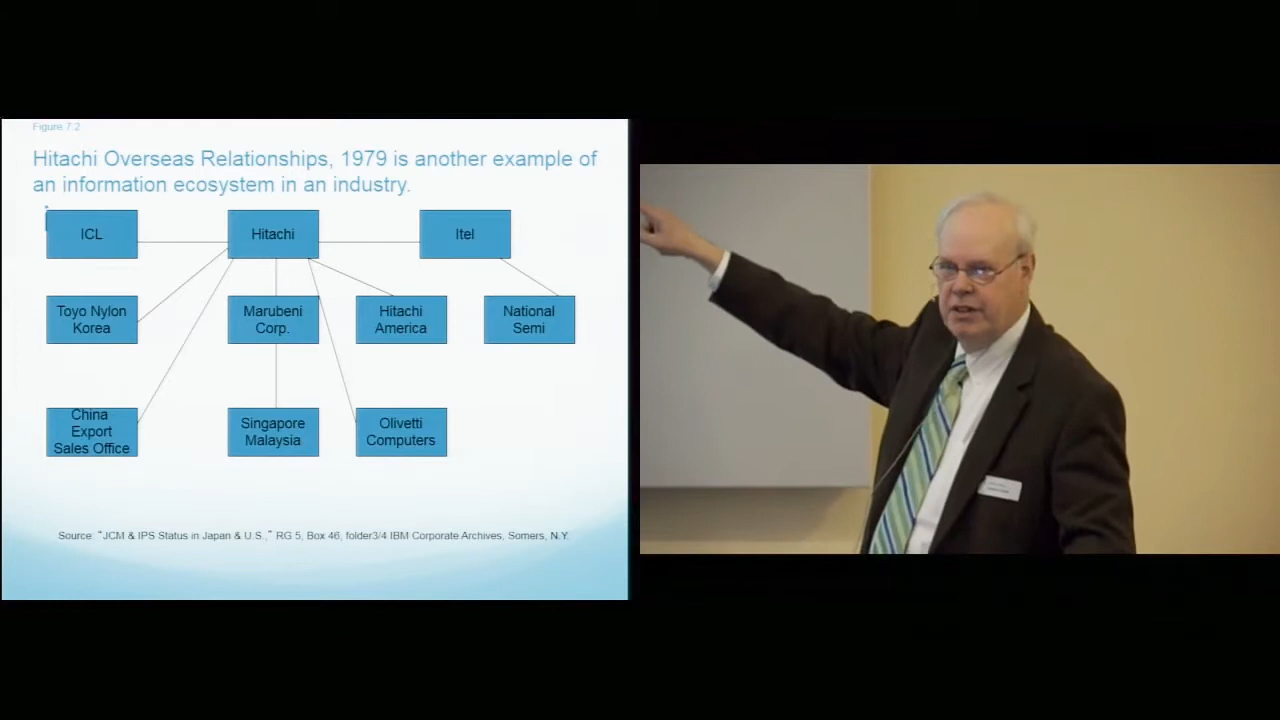 Figure 7.2
Hitachi Overseas Relationships, 1979 is another example of
an information ecosystem in an industry.
ICL
Hitachi
Itel
Toyo Nylon
Korea
Marubeni
Corp.
Hitachi
America
National
Semi
China
Export
Sales Office
Singapore
Malaysia
Olivetti
Computers
Source: “JCM & IPS Status in Japan & U.S.,” RG 5, Box 46, folder3/4 IBM Corporate Archives, Somers, N.Y.